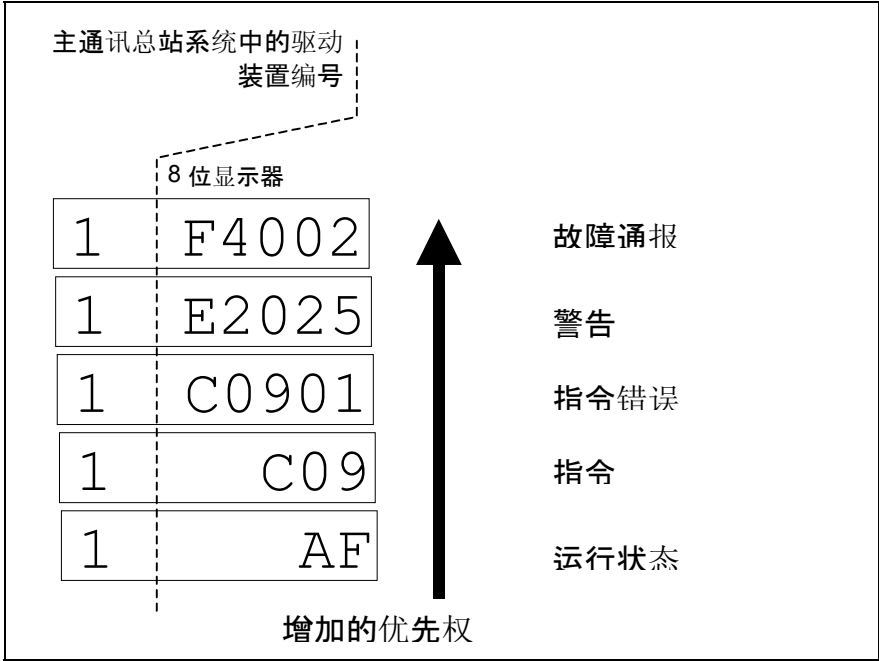 主通讯总站系统中的驱动
装置编号
8 位显示器
1 F4002 故障通报
1 E2025 警告
1 C0901 指令错误
1 C09 指令
1 AF 运行状态
增加的优先权